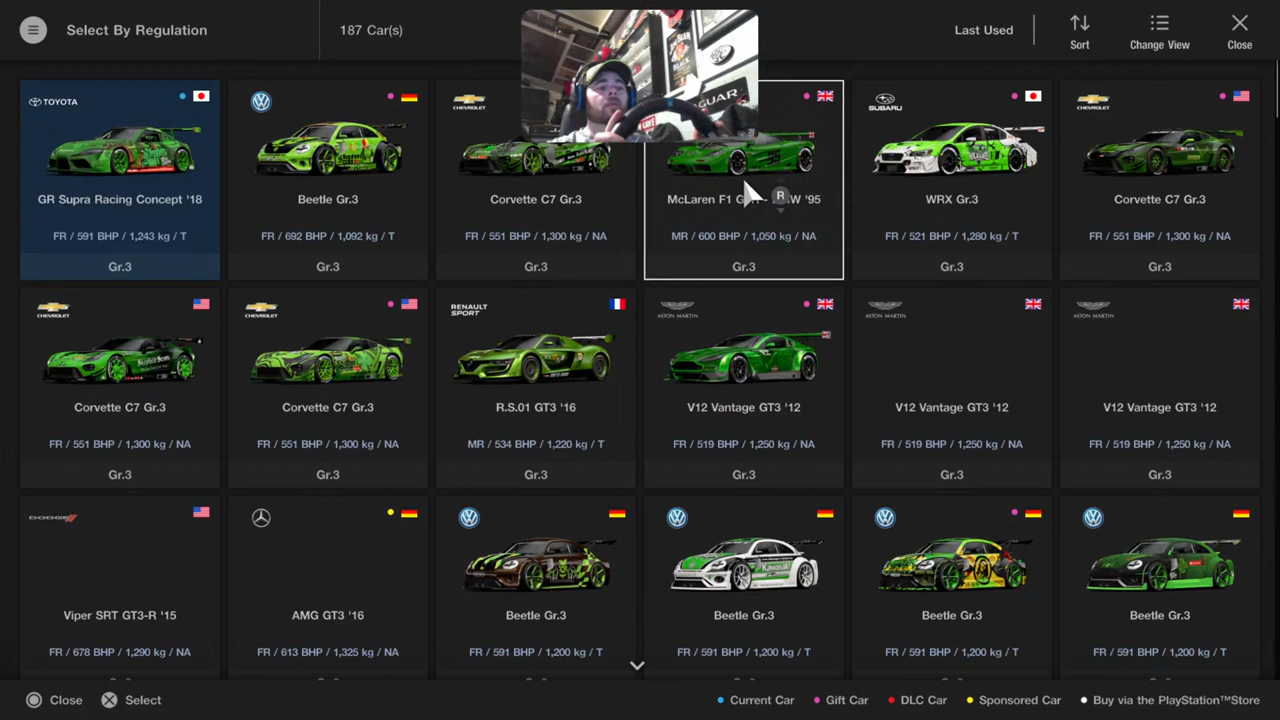 Select By Regulation
187 Car(s)
Last Used
Sort
Change View
Close
TOYOTA
GR Supra Racing Concept '18
FR / 591 BHP / 1,243 kg / T
Gr.3
Beetle Gr.3
FR / 692 BHP / 1,092 kg / T
Gr.3
CHEVROLET
Corvette C7 Gr.3
FR / 551 BHP / 1,300 kg / NA
Gr.3
JAGUAR
McLaren F1 G
'95
R
MR / 600 BHP / 1,050 kg / NA
Gr.3
SUBARU
WRX Gr.3
FR / 521 BHP / 1,280 kg / T
Gr.3
CHEVROLET
Corvette C7 Gr.3
FR / 551 BHP / 1,300 kg / NA
Gr.3
CHEVROLET
Corvette C7 Gr.3
FR / 551 BHP / 1,300 kg / NA
Gr.3
CHEVROLET
Corvette C7 Gr.3
FR / 551 BHP / 1,300 kg / NA
Gr.3
RENAULT
SPORT
R.S.01 GT3 '16
MR / 534 BHP / 1,220 kg / T
Gr.3
ASTON MARTIN
V12 Vantage GT3 '12
FR / 519 BHP / 1,250 kg / NA
Gr.3
ASTON MARTIN
V12 Vantage GT3 '12
FR / 519 BHP / 1,250 kg / NA
Gr.3
ASTON MARTIN
V12 Vantage GT3 '12
FR / 519 BHP / 1,250 kg / NA
Gr.3
DODGE
Viper SRT GT3-R '15
FR / 678 BHP / 1,290 kg / NA
AMG GT3 '16
FR / 613 BHP / 1,325 kg / NA
Beetle Gr.3
FR / 591 BHP / 1,200 kg / T
Kawasaki
Beetle Gr.3
FR / 591 BHP / 1,200 kg / T
Beetle Gr.3
FR / 591 BHP / 1,200 kg / T
Beetle Gr.3
FR / 591 BHP / 1,200 kg / T
Close
Select
Current Car
Gift Car
DLC Car
Sponsored Car
Buy via the PlayStation™Store